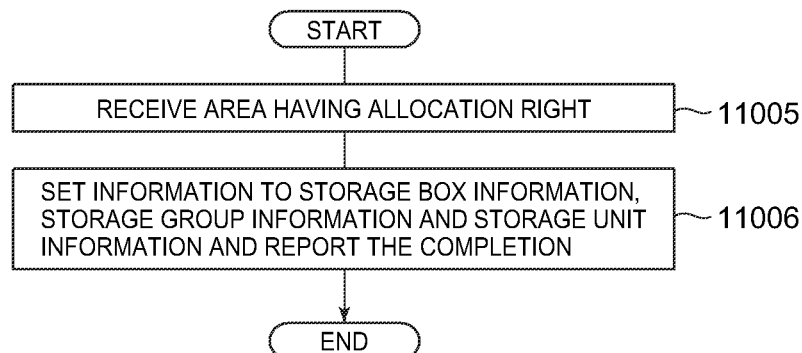 START
RECEIVE AREA HAVING ALLOCATION RIGHT
11005
SET INFORMATION TO STORAGE BOX INFORMATION,
STORAGE GROUP INFORMATION AND STORAGE UNIT
INFORMATION AND REPORT THE COMPLETION
11006
END